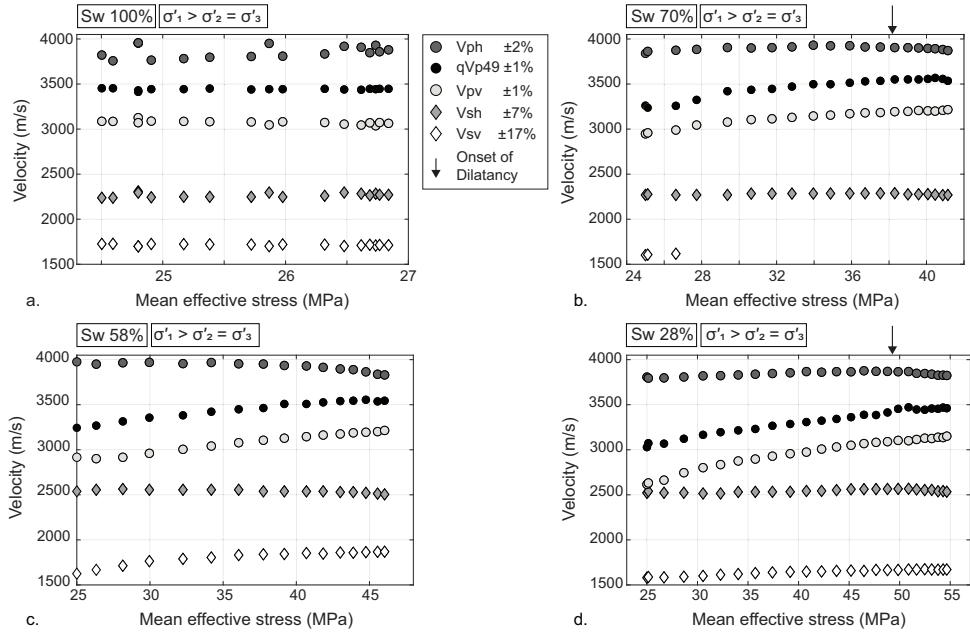 Sw 100% σ′₁ > σ′₂ = σ′₃
4000
3500
3000
2500
2000
1500
Velocity (m/s)
25 26 27
Mean effective stress (MPa)
a.
Vph ±2%
qVp49 ±1%
Vpv ±1%
Vsh ±7%
Vsv ±17%
Onset of
Dilatancy
Sw 70% σ′₁ > σ′₂ = σ′₃
4000
3500
3000
2500
2000
1500
Velocity (m/s)
24 26 28 30 32 34 36 38 40
Mean effective stress (MPa)
b.
Sw 58% σ′₁ > σ′₂ = σ′₃
4000
3500
3000
2500
2000
1500
Velocity (m/s)
25 30 35 40 45
Mean effective stress (MPa)
c.
Sw 28% σ′₁ > σ′₂ = σ′₃
4000
3500
3000
2500
2000
1500
Velocity (m/s)
25 30 35 40 45 50 55
Mean effective stress (MPa)
d.